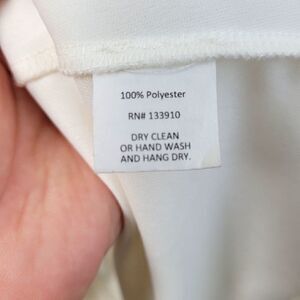 100% Polyester
RN# 133910
DRY CLEAN
OR HAND WASH
AND HANG DRY.